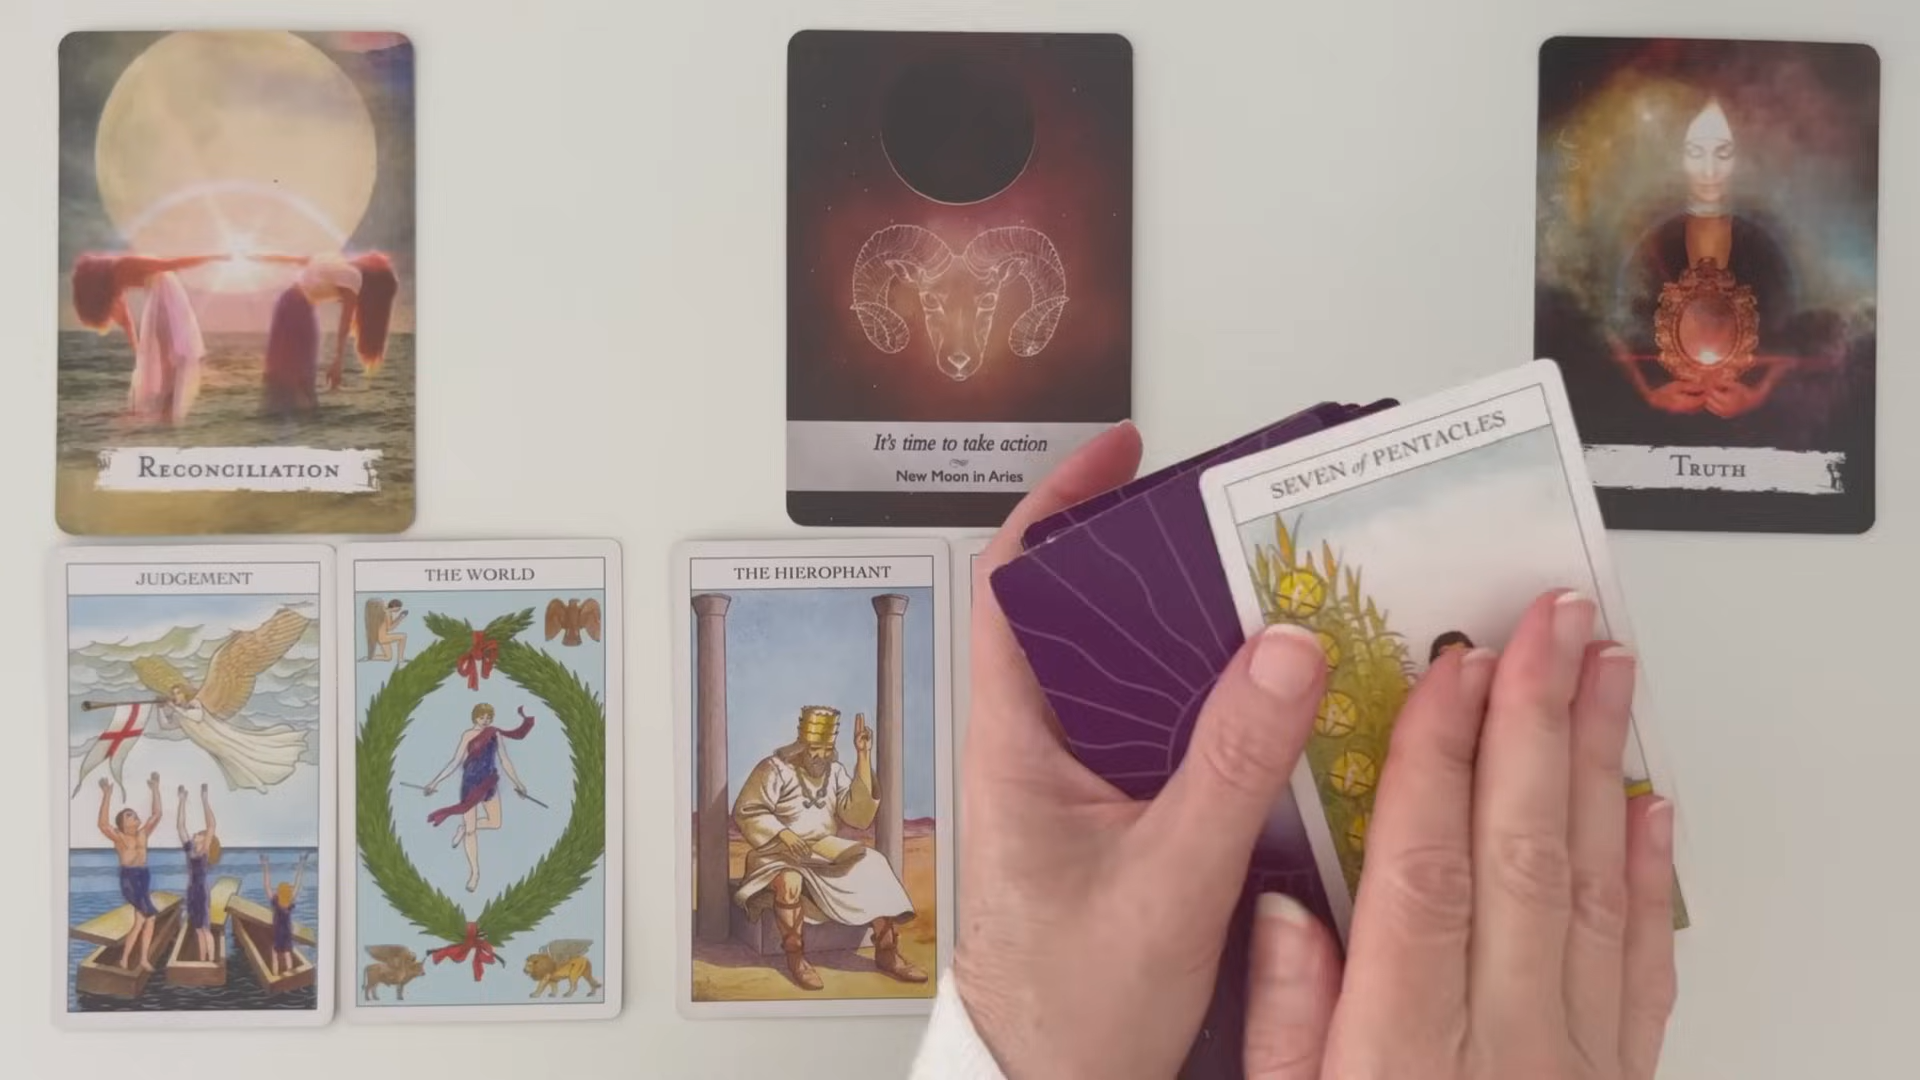 RECONCILIATION
It's time to take action
New Moon in Aries
TRUTH
SEVEN of PENTACLES
JUDGEMENT
THE WORLD
THE HIEROPHANT